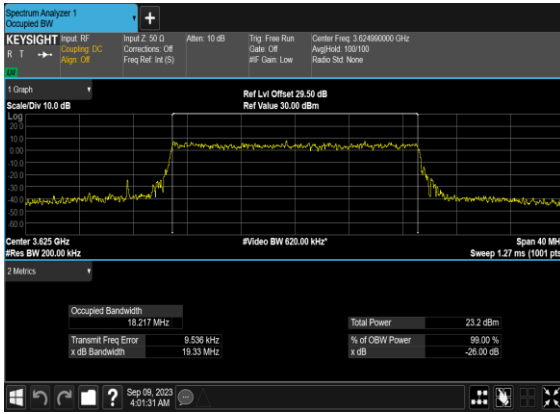 Spectrum Analyzer 1
Occupied BW
KEYSIGHT Input: RF Input Z: 50 Ω Atten: 10 dB Trig: Free Run Center Freq: 3.624990000 GHz
R T Coupling: DC Corrections: Off Gate: Off Avg|Hold: 100/100
Align: Off Freq Ref: Int (S) #IF Gain: Low Radio Std: None
LW
1 Graph
Scale/Div 10.0 dB
Ref Lvl Offset 29.50 dB
Ref Value 30.00 dBm
Log
20.0
10.0
0.00
-10.0
-20.0
-30.0
-40.0
-50.0
-60.0
Center 3.625 GHz #Video BW 620.00 kHz* Span 40 MH
#Res BW 200.00 kHz Sweep 1.27 ms (1001 pts
2 Metrics
Occupied Bandwidth
18.217 MHz
Total Power 23.2 dBm
Transmit Freq Error 9.536 kHz
% of OBW Power 99.00 %
x dB Bandwidth 19.33 MHz
x dB -26.00 dB
Sep 09, 2023
4:01:31 AM